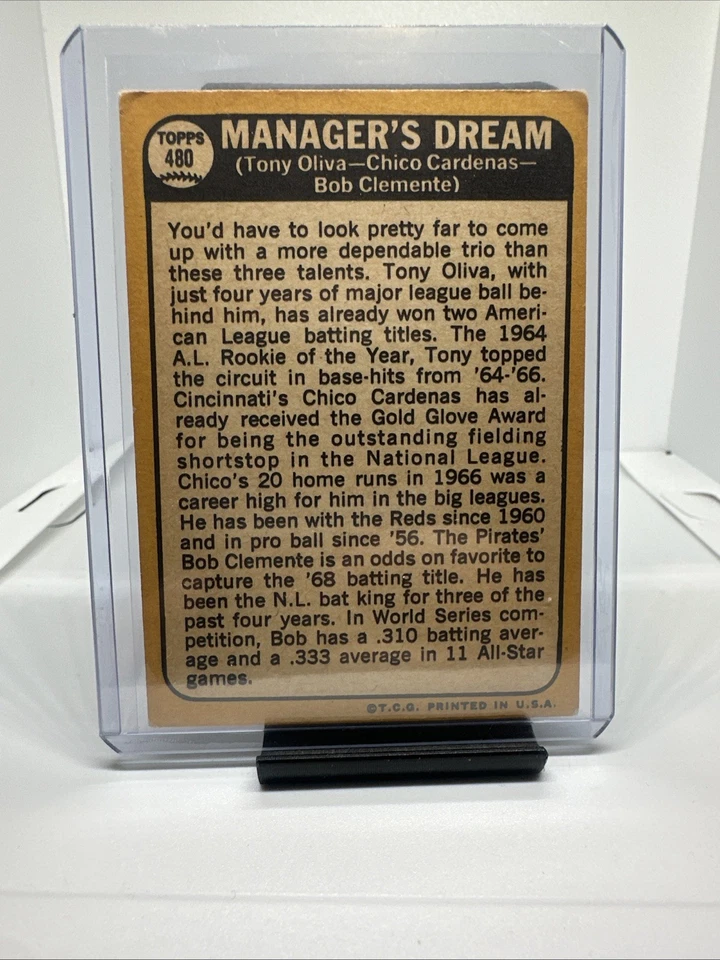 TOPPS
480
MANAGER'S DREAM
(Tony Oliva—Chico Cardenas—
Bob Clemente)
You'd have to look pretty far to come
up with a more dependable trio than
these three talents. Tony Oliva, with
just four years of major league ball be-
hind him, has already won two Ameri-
can League batting titles. The 1964
A.L. Rookie of the Year, Tony topped
the circuit in base-hits from '64-'66.
Cincinnati's Chico Cardenas has al-
ready received the Gold Glove Award
for being the outstanding fielding
shortstop in the National League.
Chico's 20 home runs in 1966 was a
career high for him in the big leagues.
He has been with the Reds since 1960
and in pro ball since '56. The Pirates'
Bob Clemente is an odds on favorite to
capture the '68 batting title. He has
been the N.L. bat king for three of the
past four years. In World Series com-
petition, Bob has a .310 batting aver-
age and a .333 average in 11 All-Star
games.
©T.C.G. PRINTED IN U.S.A.